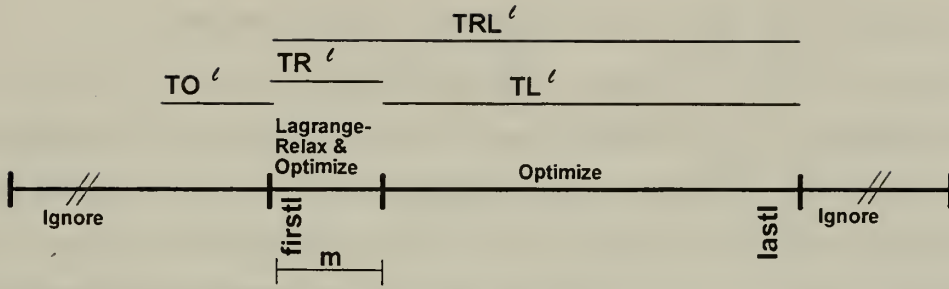 TRL ℓ
TR ℓ
TO ℓ
TL ℓ
Lagrange-
Relax &
Optimize
Optimize
Ignore
Ignore
firstl
lastl
m